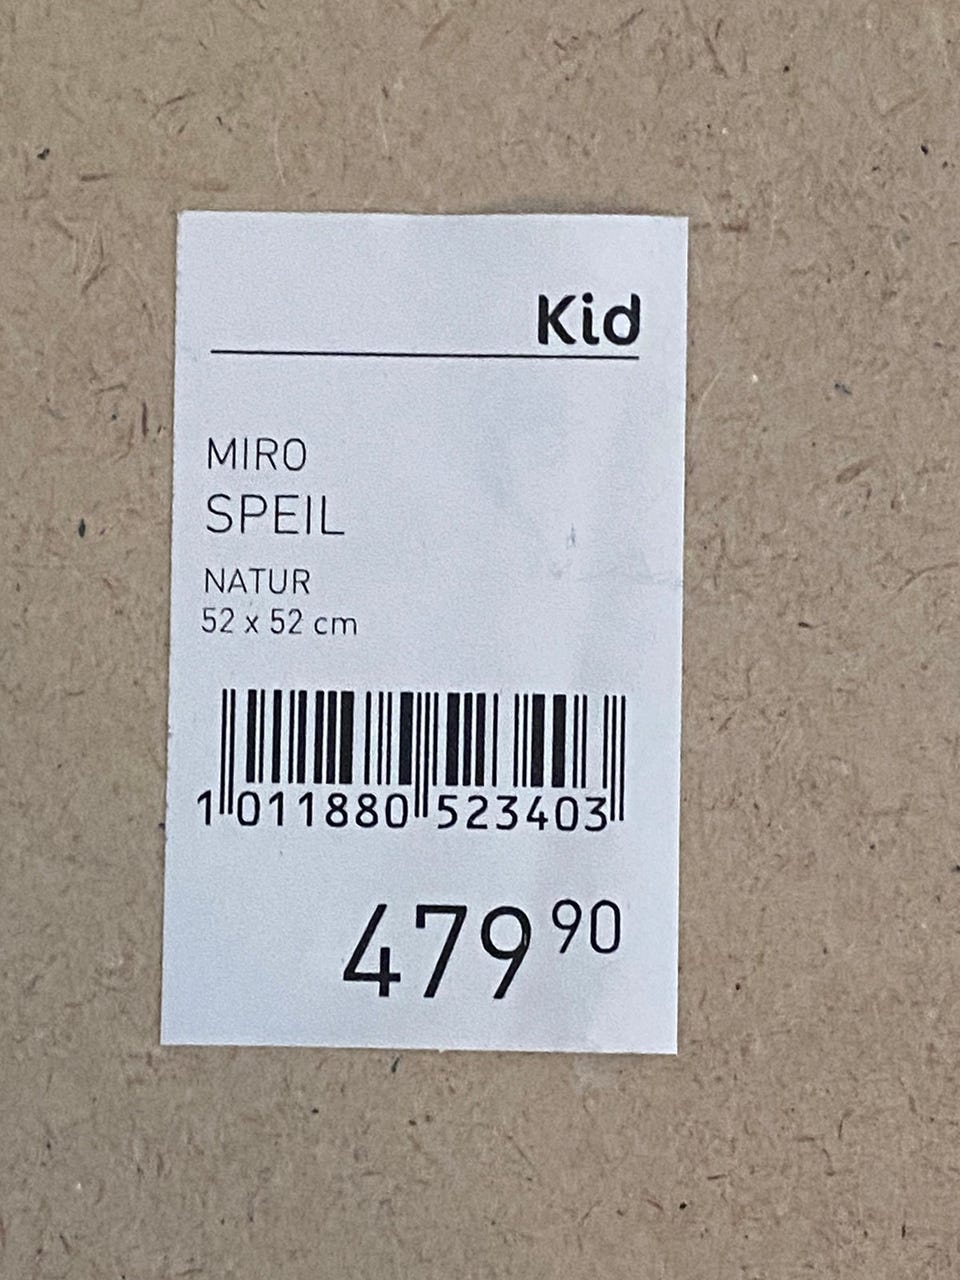 Kid
MIRO
SPEIL
NATUR
52 x 52 cm
1 011880 523403
479 90